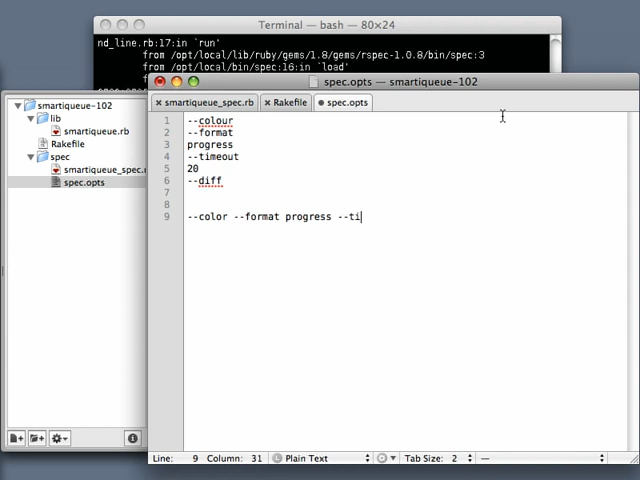 Terminal — bash — 80×24
nd_line.rb:17:in `run'
from /opt/local/lib/ruby/gems/1.8/gems/rspec-1.0.8/bin/spec:3
from /opt/local/bin/spec:16:in `load'
spec.opts — smartiqueue-102
smartiqueue_spec.rb
Rakefile
spec.opts
smartiqueue-102
lib
smartiqueue.rb
Rakefile
spec
smartiqueue_spec.
spec.opts
1 --colour
2 --format
3 progress
4 --timeout
5 20
6 --diff
7
8
9 --color --format progress --ti
Line: 9 Column: 31 Plain Text Tab Size: 2 —